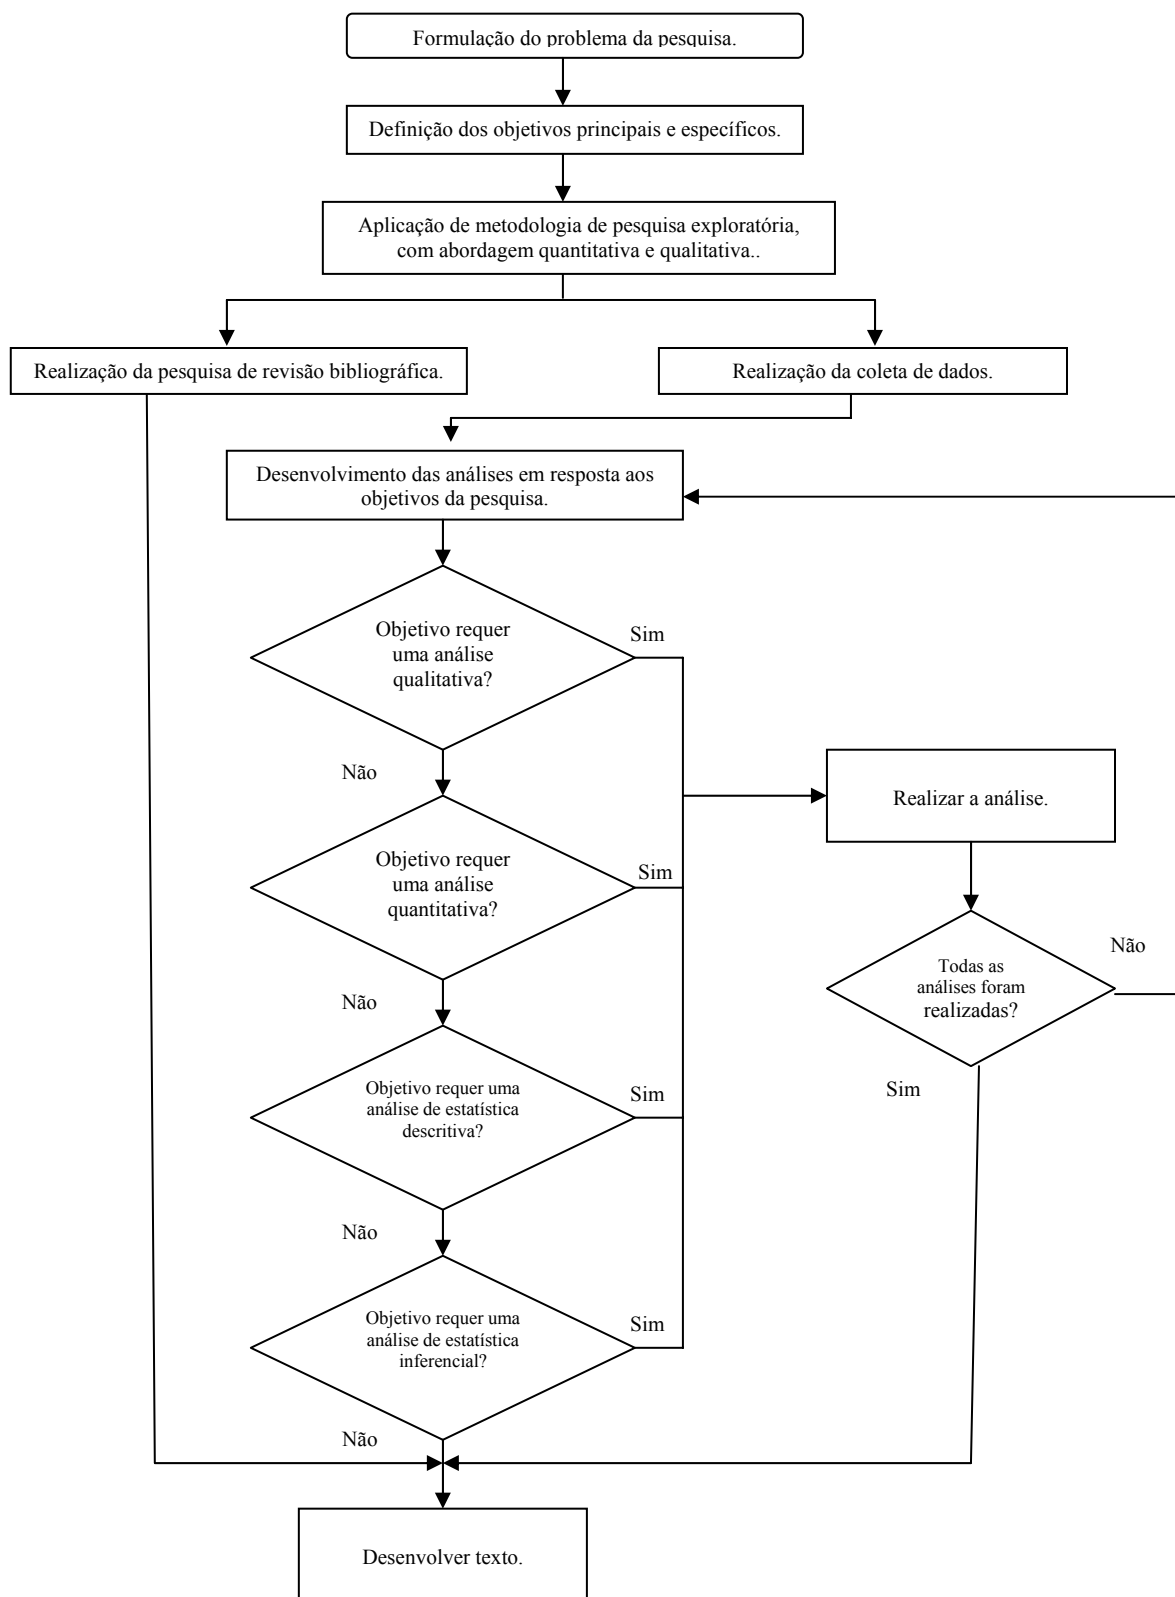 Formulação do problema da pesquisa.
Definição dos objetivos principais e específicos.
Aplicação de metodologia de pesquisa exploratória,
com abordagem quantitativa e qualitativa..
Realização da pesquisa de revisão bibliográfica.
Realização da coleta de dados.
Desenvolvimento das análises em resposta aos
objetivos da pesquisa.
Objetivo requer
uma análise
qualitativa?
Sim
Não
Realizar a análise.
Objetivo requer
uma análise
quantitativa?
Sim
Não
Todas as
análises foram
realizadas?
Não
Sim
Objetivo requer uma
análise de estatística
descritiva?
Sim
Não
Objetivo requer uma
análise de estatística
inferencial?
Sim
Não
Desenvolver texto.